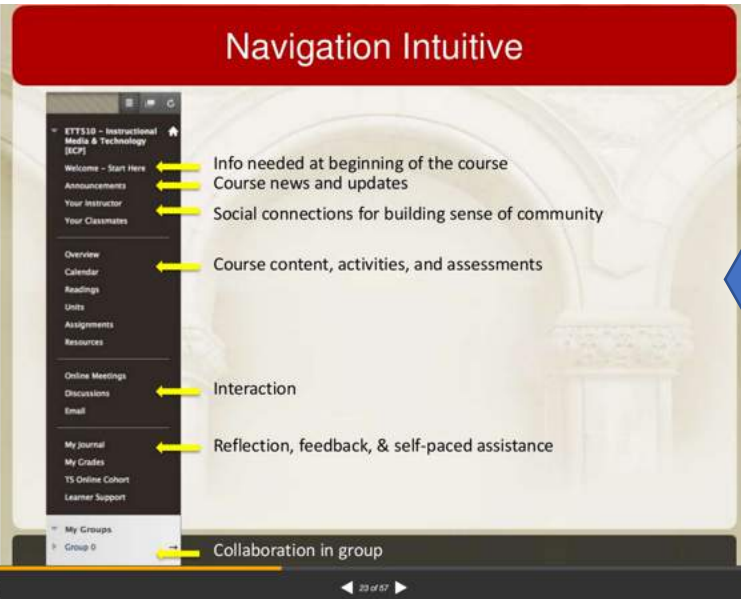 Navigation Intuitive
ETT510 – Instructional
Media & Technology
[ECP]
Welcome – Start Here
Announcements
Your Instructor
Your Classmates
Overview
Calendar
Readings
Units
Assignments
Resources
Online Meetings
Discussions
Email
My Journal
My Grades
TS Online Cohort
Learner Support
My Groups
Group 0
Info needed at beginning of the course
Course news and updates
Social connections for building sense of community
Course content, activities, and assessments
Interaction
Reflection, feedback, & self-paced assistance
Collaboration in group
23 of 57